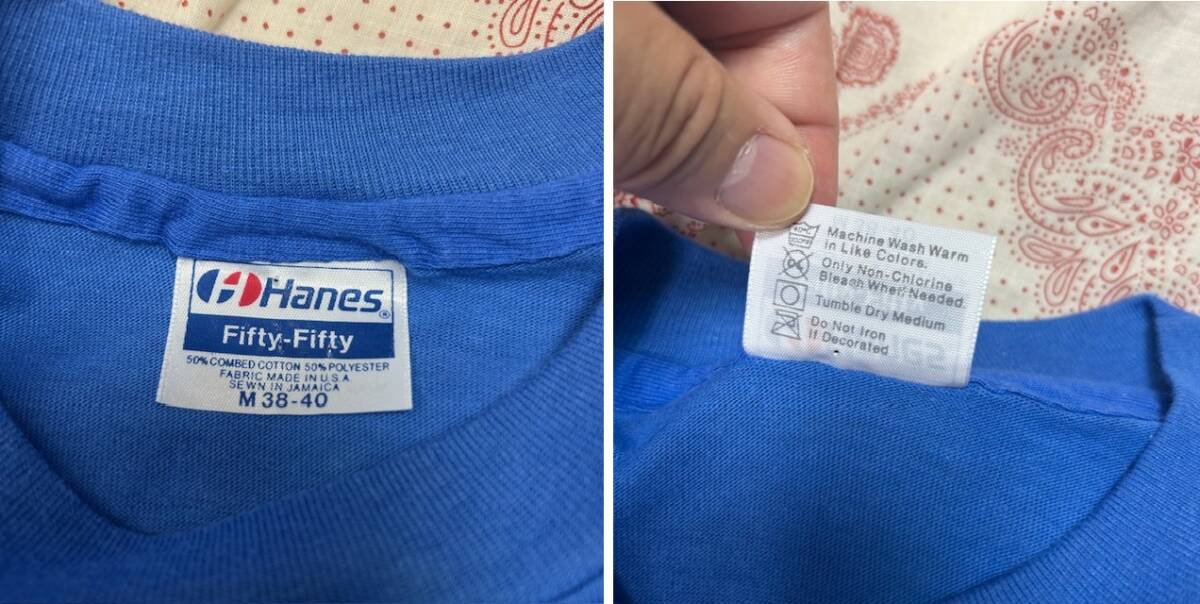 Hanes®
Fifty-Fifty
50% COMBED COTTON 50% POLYESTER
FABRIC MADE IN U.S.A.
SEWN IN JAMAICA
M 38-40
Machine Wash Warm
in Like Colors.
Only Non-Chlorine
Bleach When Needed.
Tumble Dry Medium
Do Not Iron
If Decorated